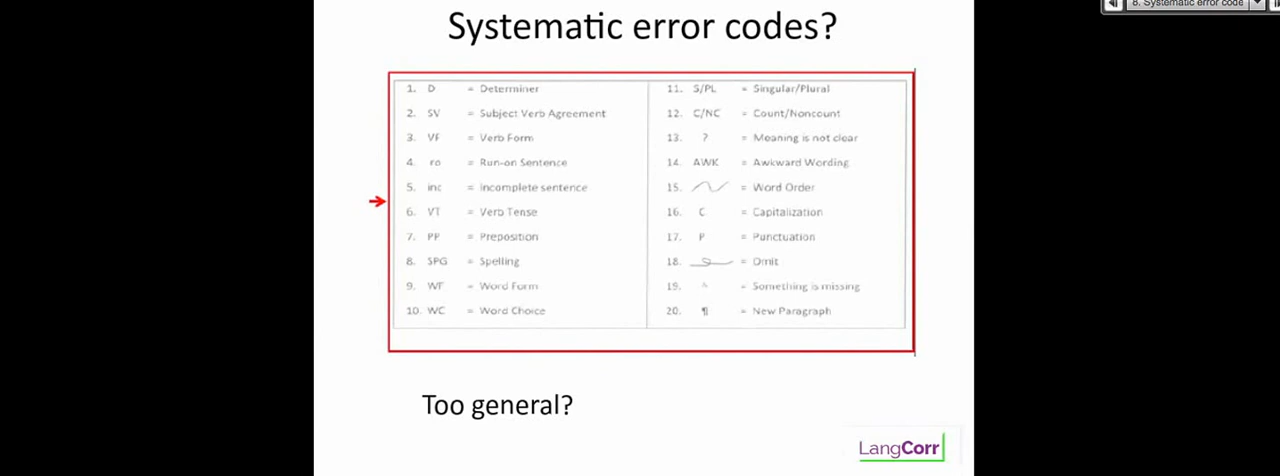 8. Systematic error code
Systematic error codes?
1. D = Determiner
2. SV = Subject Verb Agreement
3. VF = Verb Form
4. ro = Run-on Sentence
5. inc = incomplete sentence
6. VT = Verb Tense
7. PP = Preposition
8. SPG = Spelling
9. WF = Word Form
10. WC = Word Choice
11. S/PL = Singular/Plural
12. C/NC = Count/Noncount
13. ? = Meaning is not clear
14. AWK = Awkward Wording
15. = Word Order
16. C = Capitalization
17. P = Punctuation
18. = Omit
19. ^ = Something is missing
20. ¶ = New Paragraph
Too general?
LangCorr